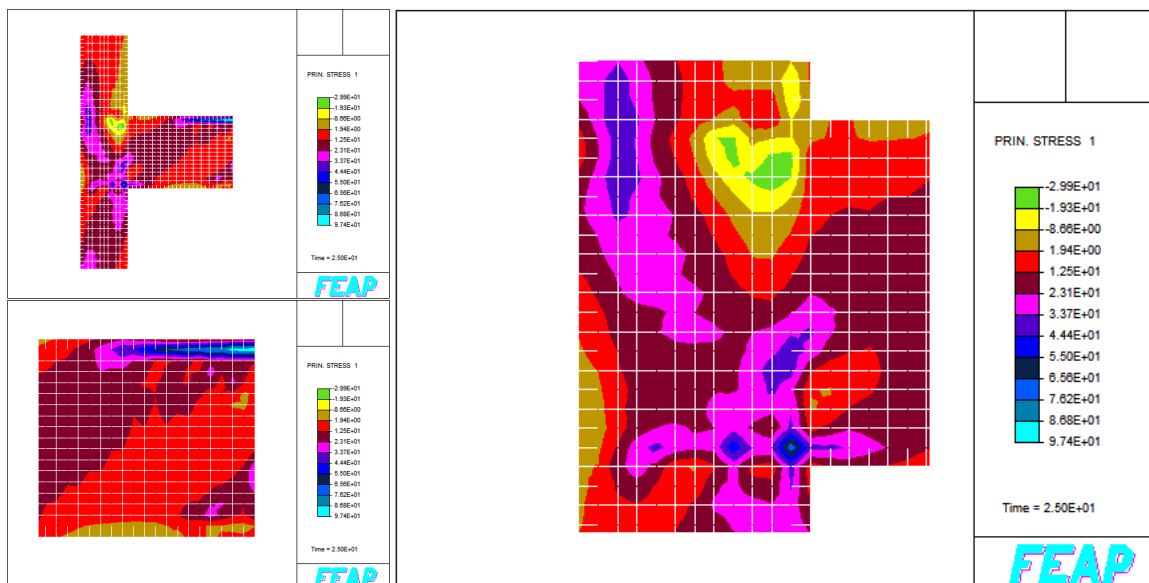 PRIN. STRESS 1
-2.99E+01
-1.93E+01
-8.66E+00
1.94E+00
1.25E+01
2.31E+01
3.37E+01
4.44E+01
5.50E+01
6.56E+01
7.62E+01
8.68E+01
9.74E+01
Time = 2.50E+01
FEAP
PRIN. STRESS 1
-2.99E+01
-1.93E+01
-8.66E+00
1.94E+00
1.25E+01
2.31E+01
3.37E+01
4.44E+01
5.50E+01
6.56E+01
7.62E+01
8.68E+01
9.74E+01
Time = 2.50E+01
FEAP
PRIN. STRESS 1
-2.99E+01
-1.93E+01
-8.66E+00
1.94E+00
1.25E+01
2.31E+01
3.37E+01
4.44E+01
5.50E+01
6.56E+01
7.62E+01
8.68E+01
9.74E+01
Time = 2.50E+01
FEAP